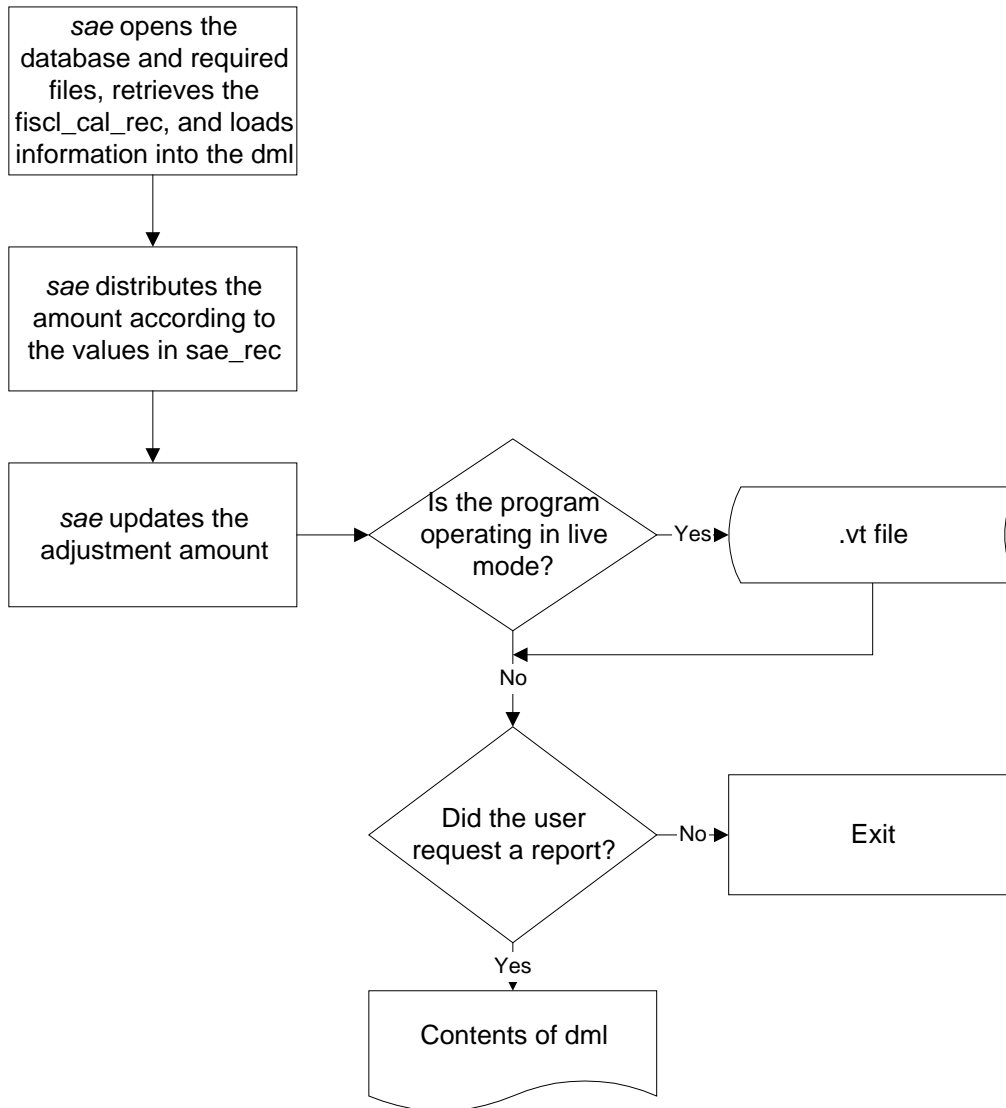 sae opens the
database and required
files, retrieves the
fiscl_cal_rec, and loads
information into the dml
sae distributes the
amount according to
the values in sae_rec
sae updates the
adjustment amount
Is the program
operating in live
mode?
Yes
.vt file
No
Did the user
request a report?
No
Exit
Yes
Contents of dml